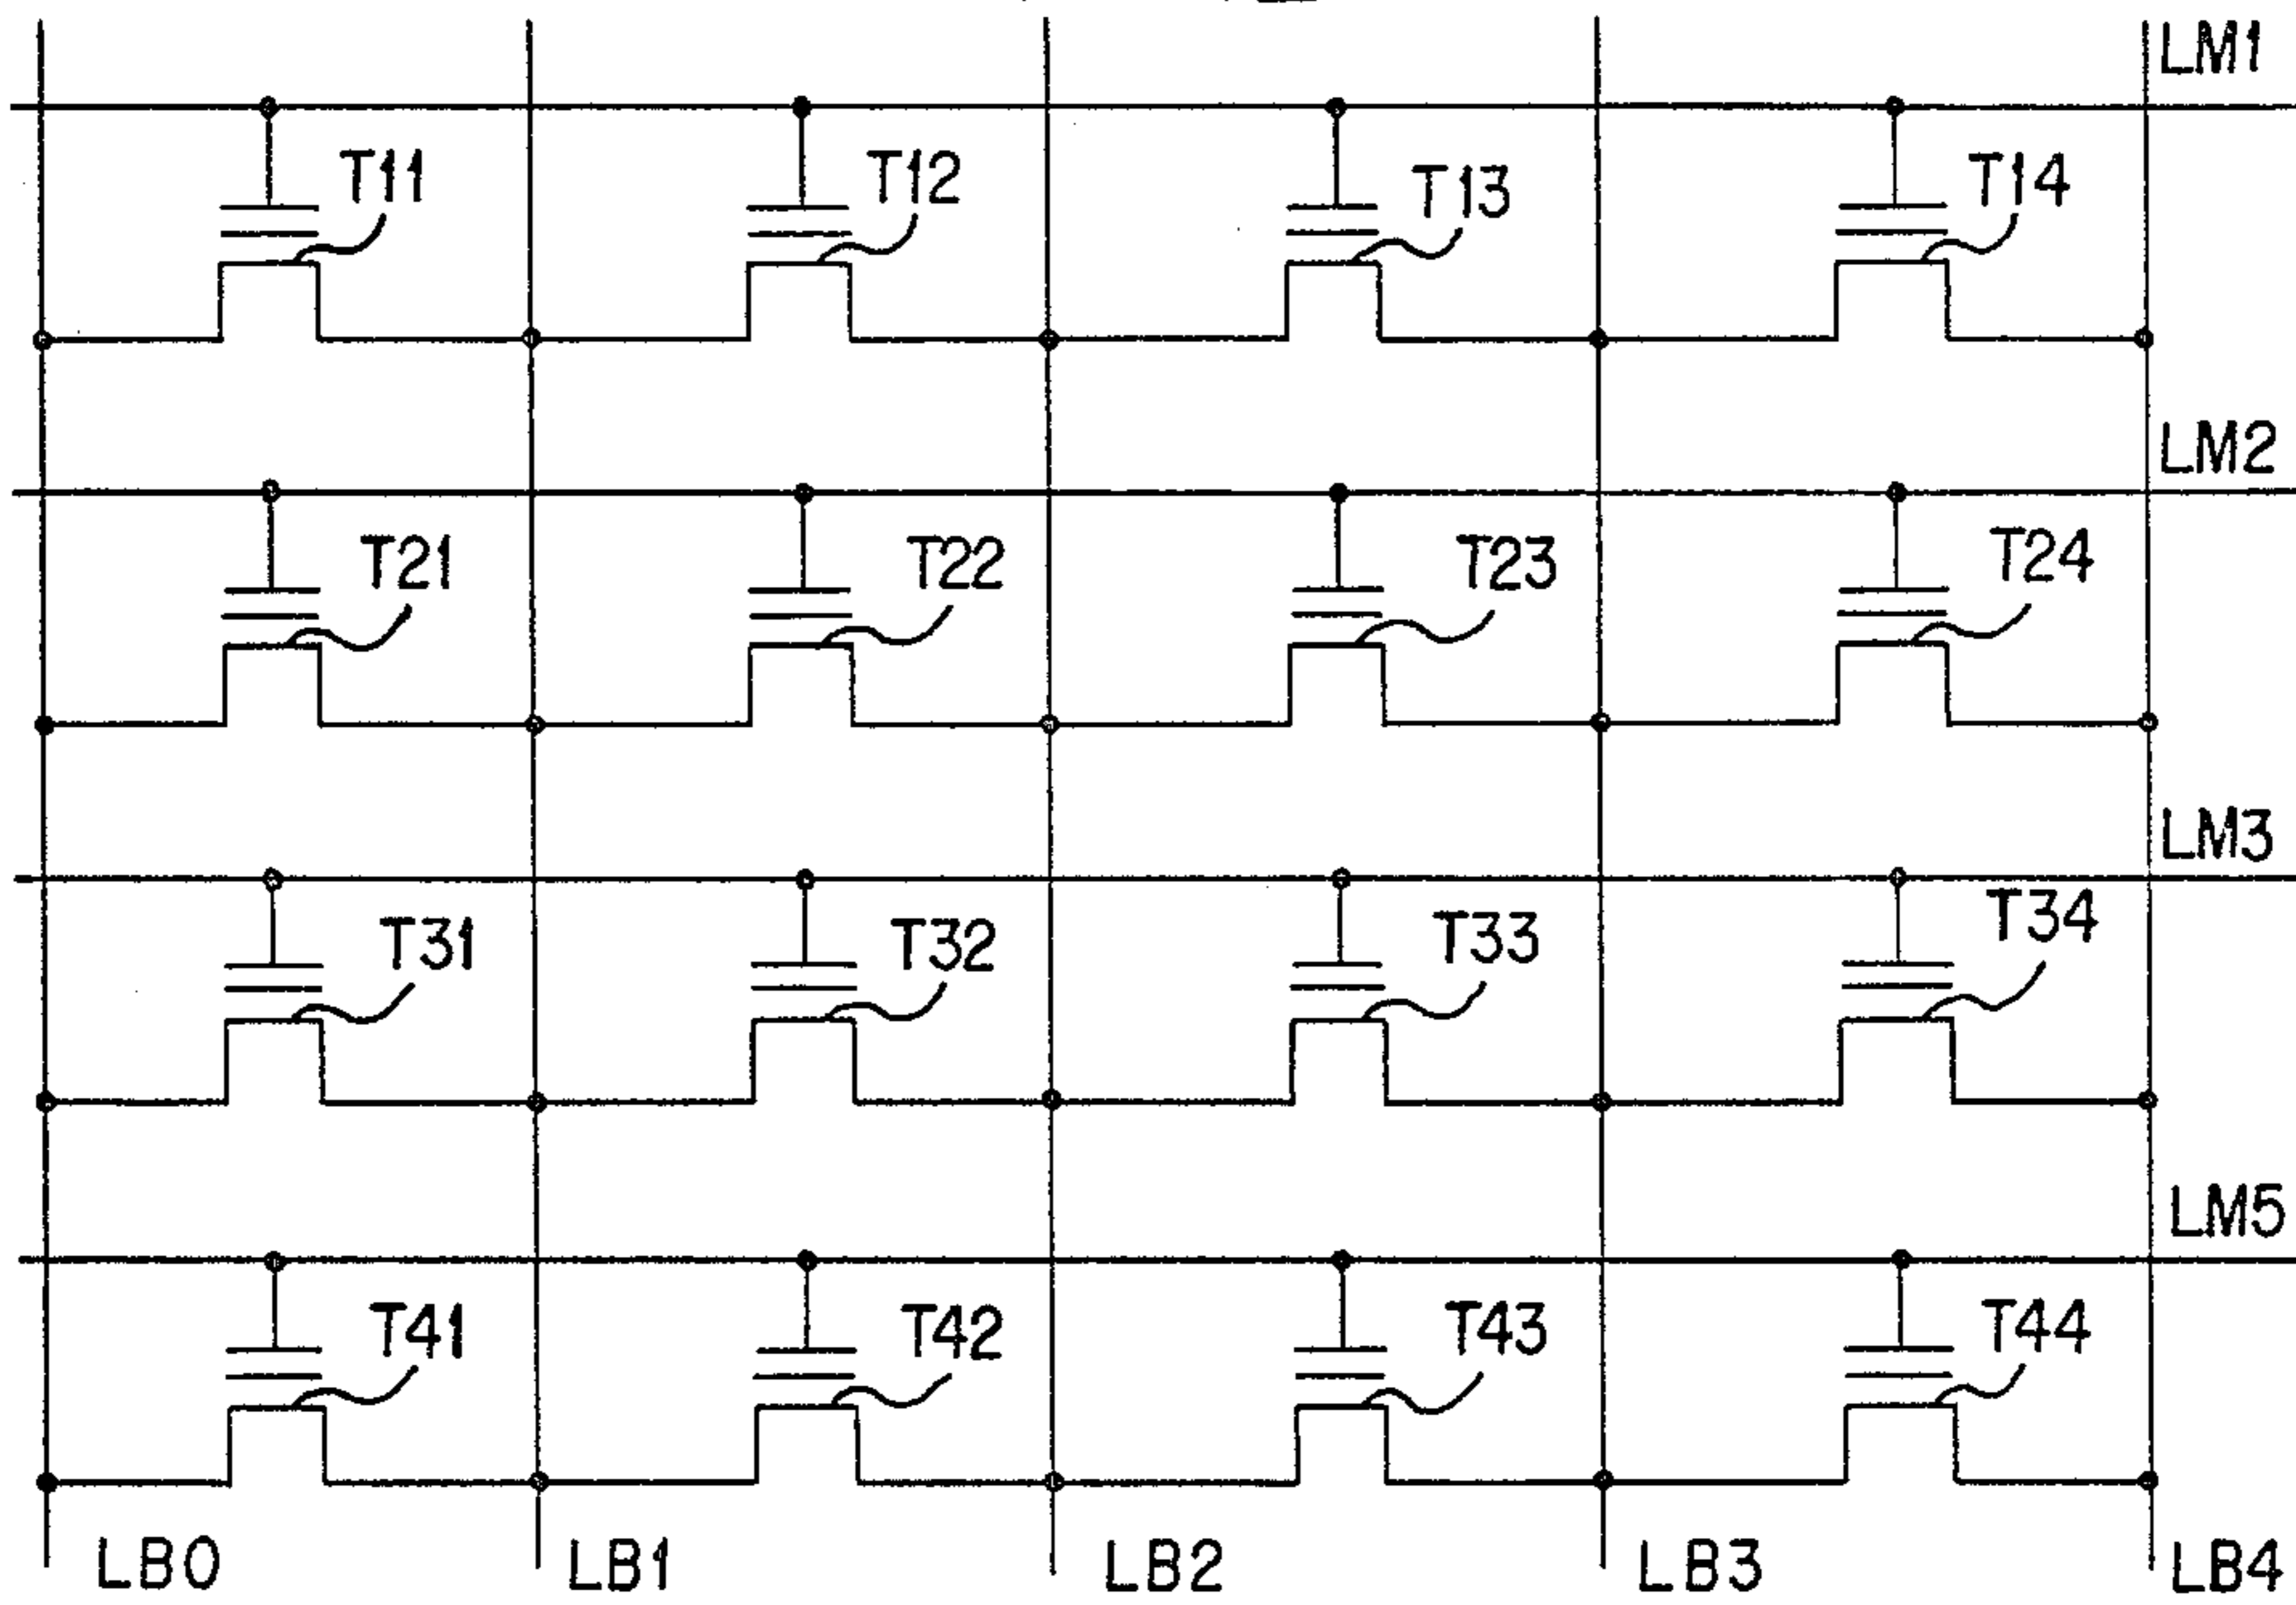 LM1
T11 T12 T13 T14
LM2
T21 T22 T23 T24
LM3
T31 T32 T33 T34
LM5
T41 T42 T43 T44
LB0 LB1 LB2 LB3 LB4